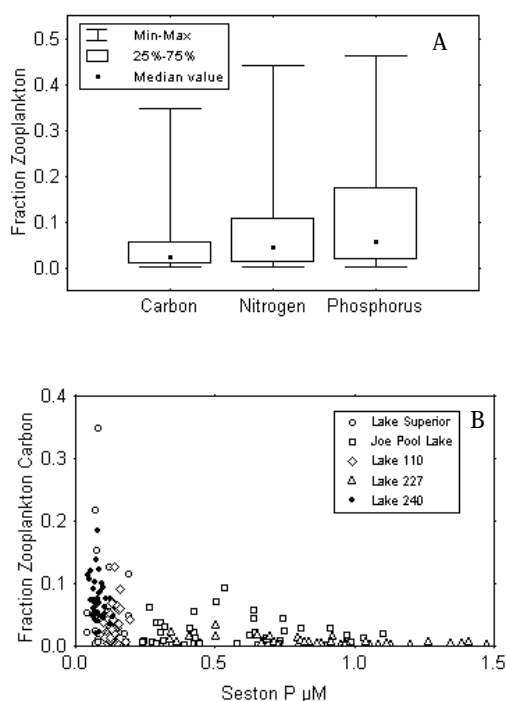 A
Min-Max
25%-75%
Median value
Fraction Zooplankton
0.5
0.4
0.3
0.2
0.1
0.0
Carbon
Nitrogen
Phosphorus
B
Lake Superior
Joe Pool Lake
Lake 110
Lake 227
Lake 240
Fraction Zooplankton Carbon
0.4
0.3
0.2
0.1
0.0
0.0
0.5
1.0
1.5
Seston P µM